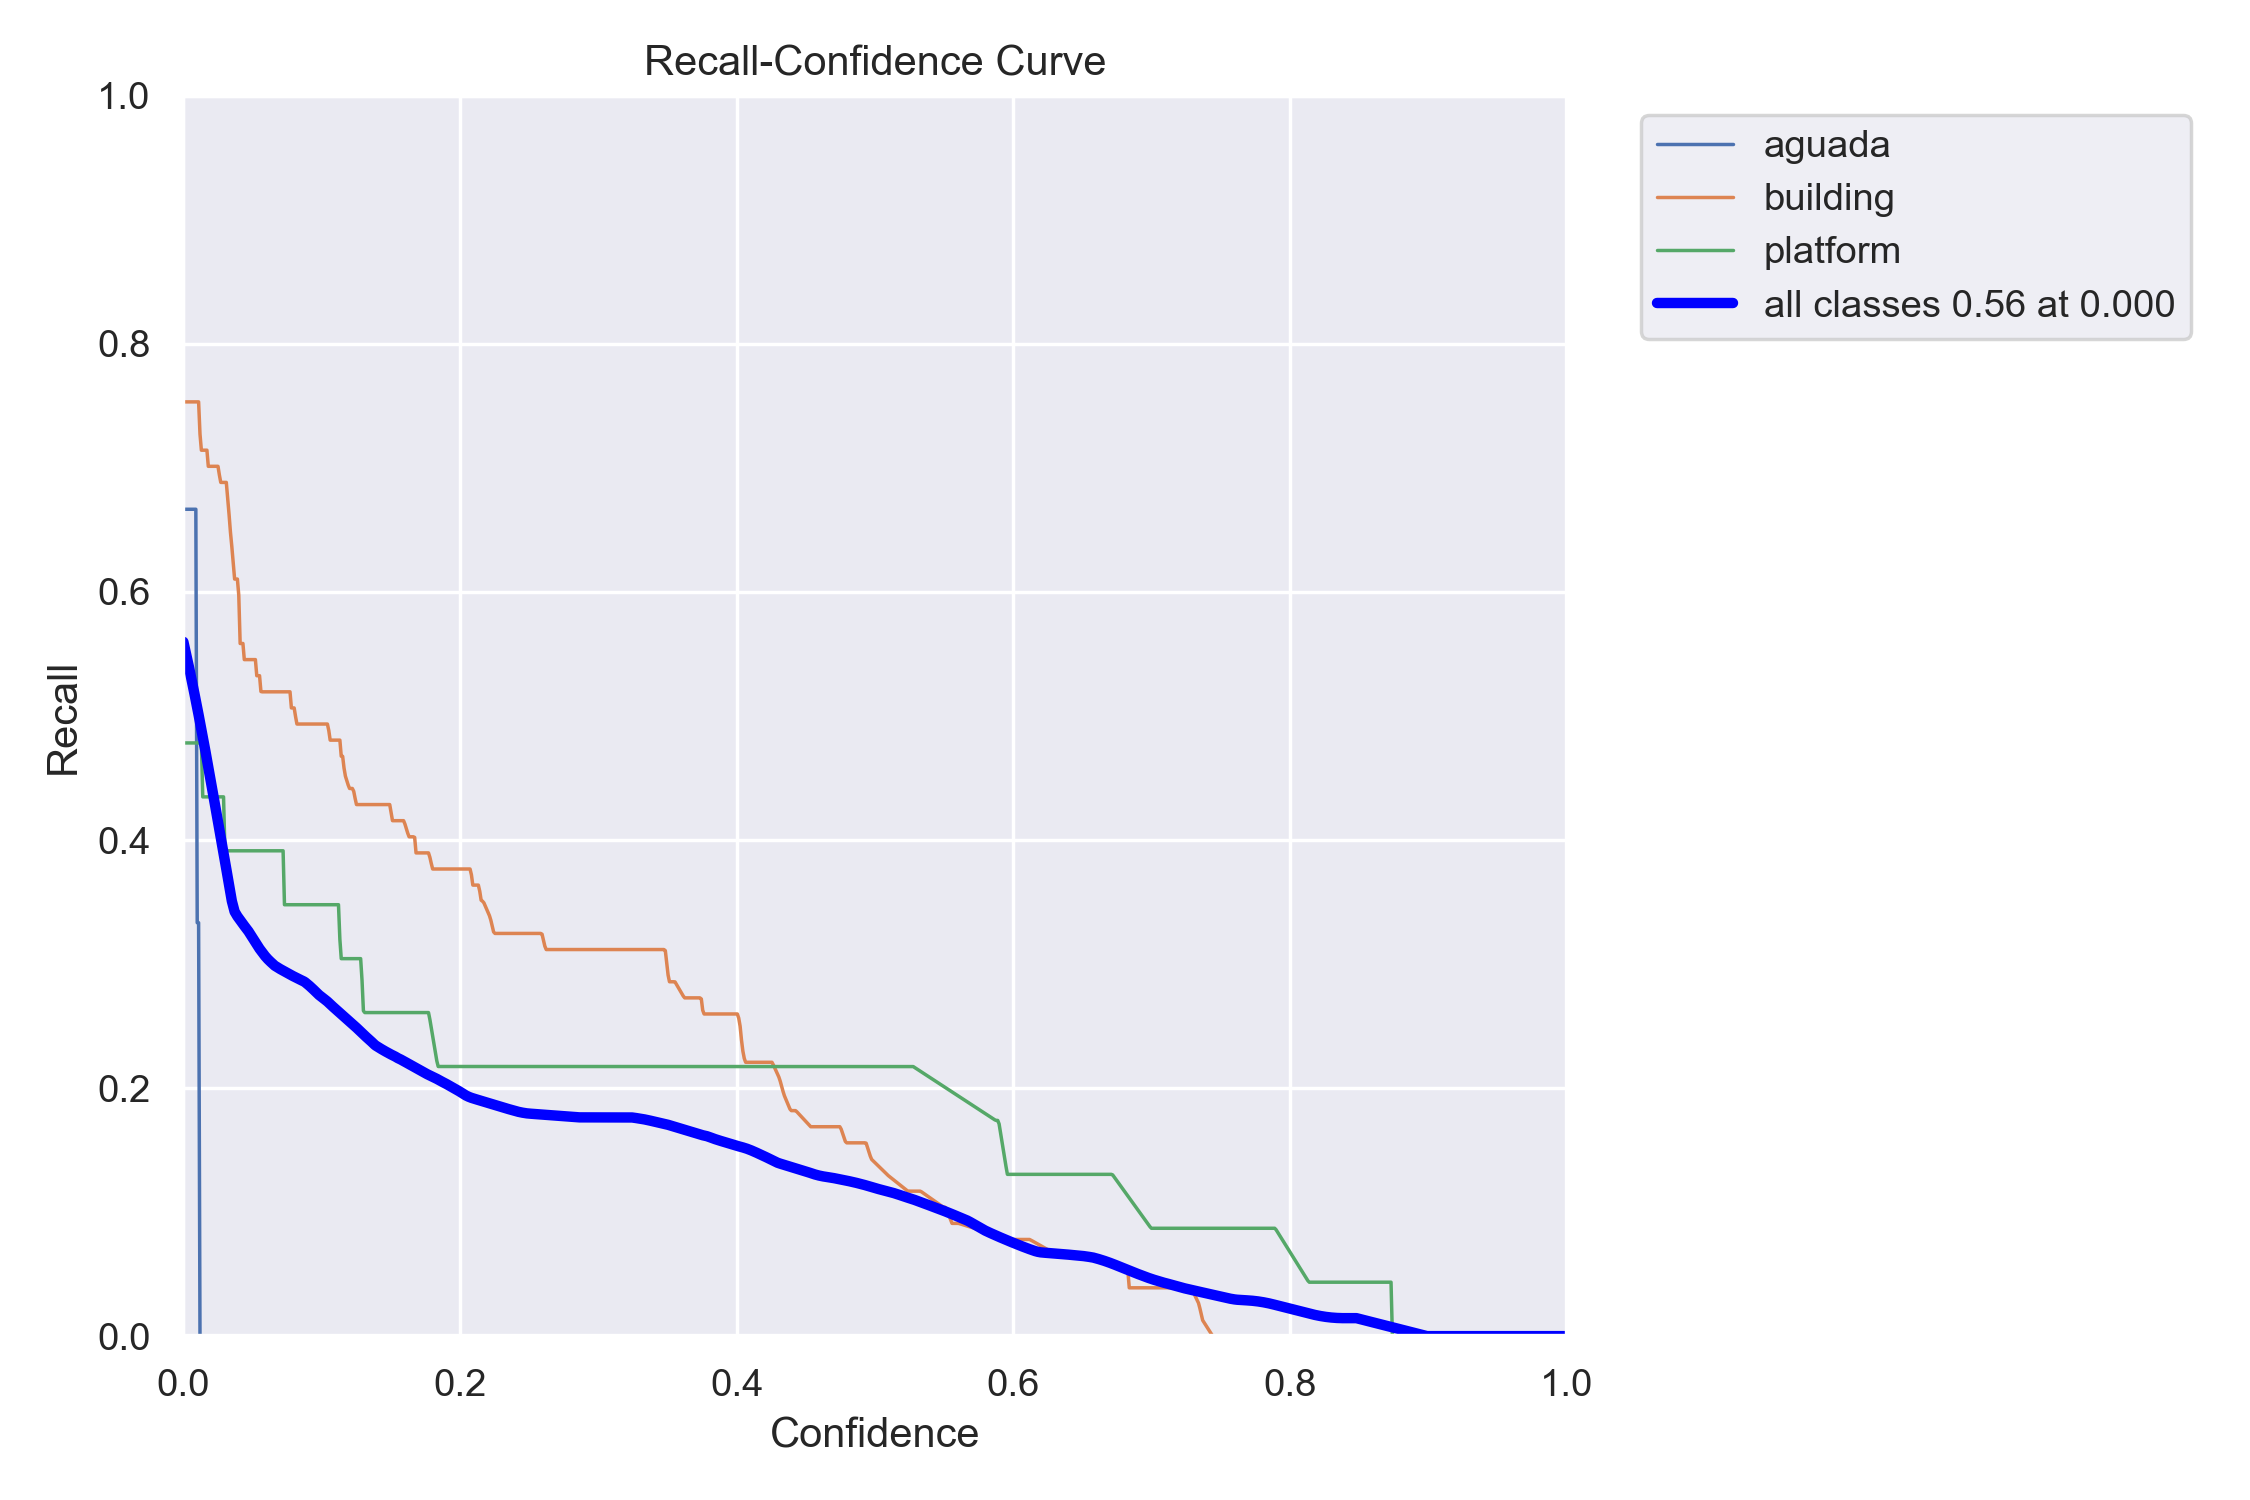 Recall-Confidence Curve
1.0
0.8
0.6
0.4
0.2
0.0
Recall
0.0 0.2 0.4 0.6 0.8 1.0
Confidence
aguada
building
platform
all classes 0.56 at 0.000